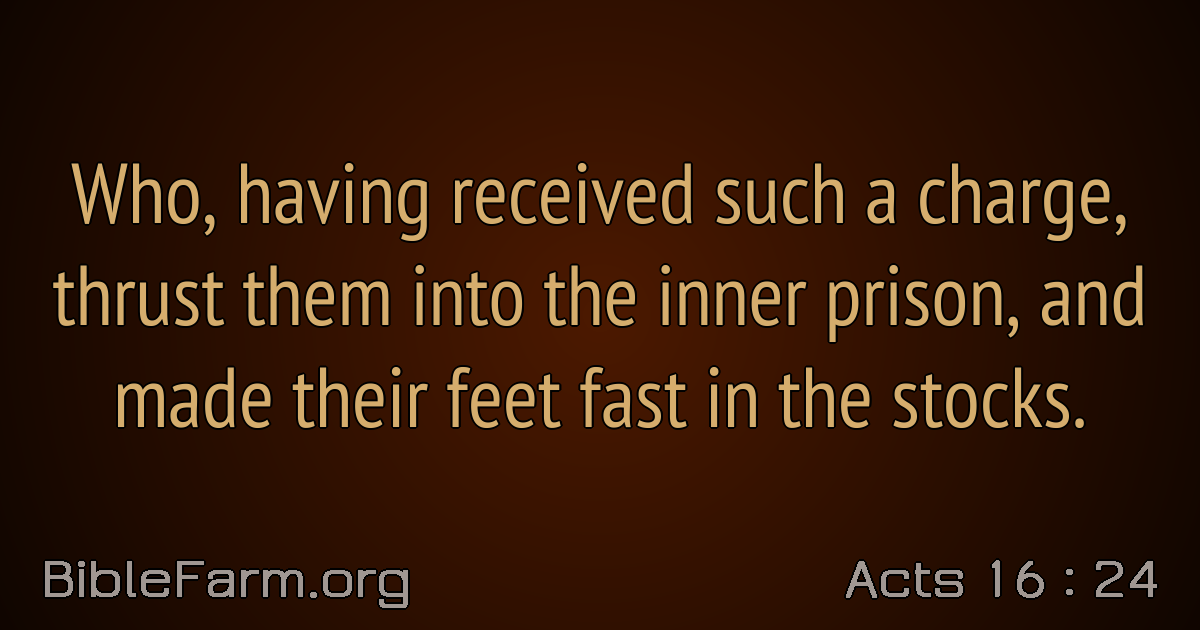 Who, having received such a charge,
thrust them into the inner prison, and
made their feet fast in the stocks.
BibleFarm.org
Acts 16 : 24